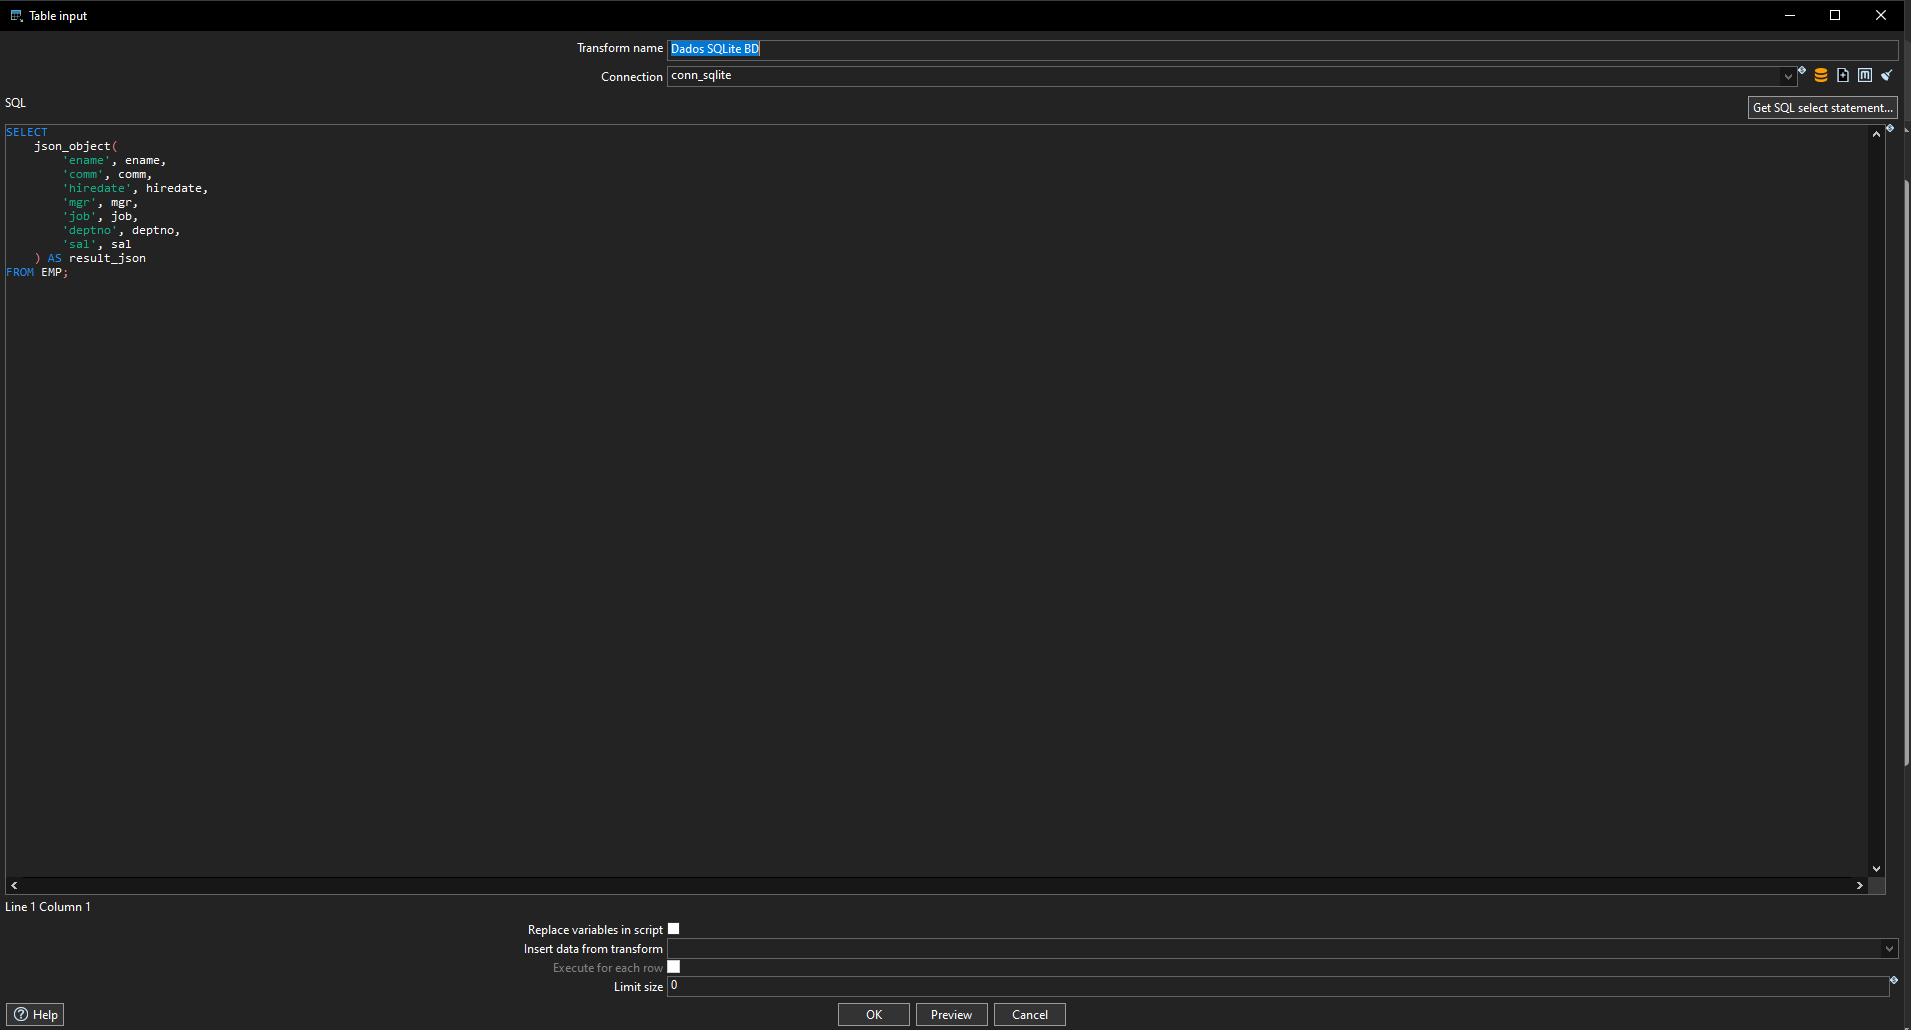 Table input
Transform name Dados SQLite BD
Connection conn_sqlite
SQL
Get SQL select statement...
SELECT
    json_object(
        'ename', ename,
        'comm', comm,
        'hiredate', hiredate,
        'mgr', mgr,
        'job', job,
        'deptno', deptno,
        'sal', sal
    ) AS result_json
FROM EMP;
Line 1 Column 1
Replace variables in script
Insert data from transform
Execute for each row
Limit size 0
Help
OK
Preview
Cancel